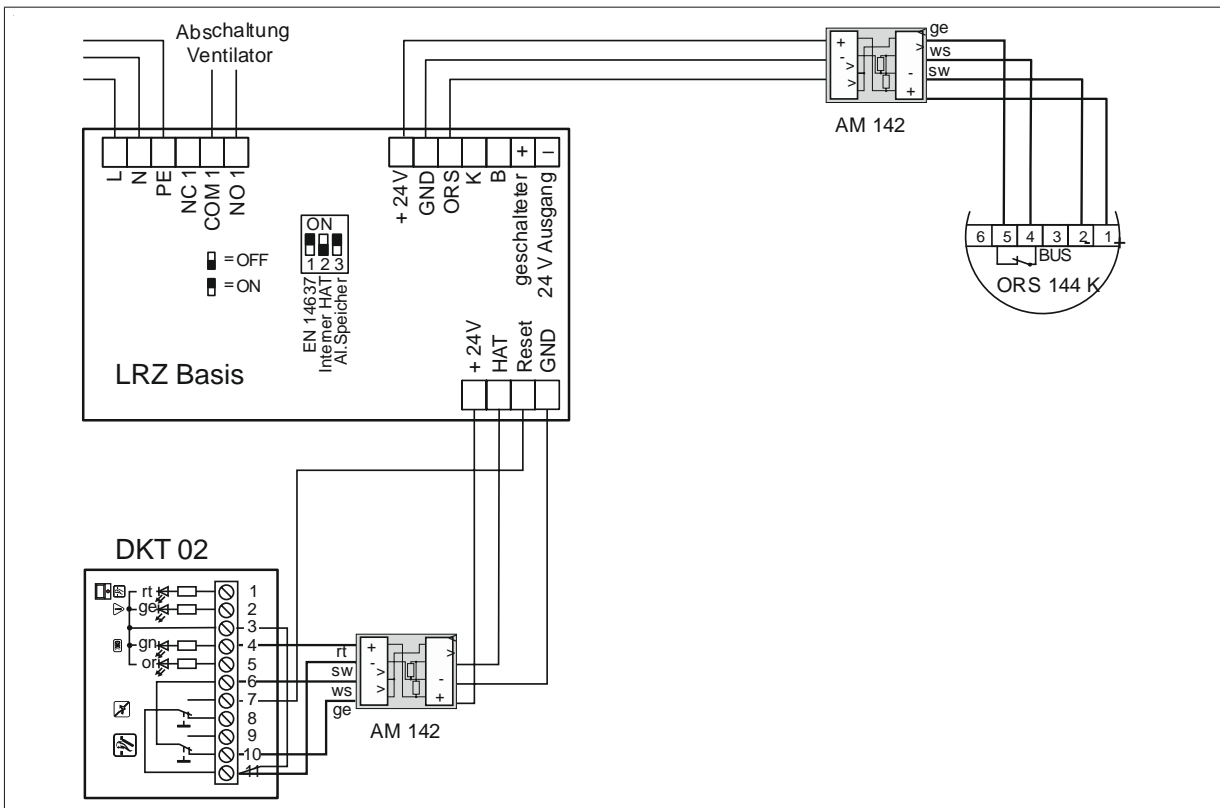 Abschaltung
Ventilator
L
N
PE
NC 1
COM 1
NO 1
+ 24V
GND
ORS
K
B
+
–
geschalteter
24 V Ausgang
ON
1 2 3
EN 14637
Interner HAT
Al.Speicher
= OFF
= ON
LRZ Basis
+ 24V
HAT
Reset
GND
+
-
>
>
>
-
+
ge
ws
sw
AM 142
6 5 4 3 2 1
- +
BUS
ORS 144 K
DKT 02
rt
ge
gn
or
1
2
3
4
5
6
7
8
9
10
11
rt
sw
ws
ge
+
-
>
>
>
-
+
AM 142